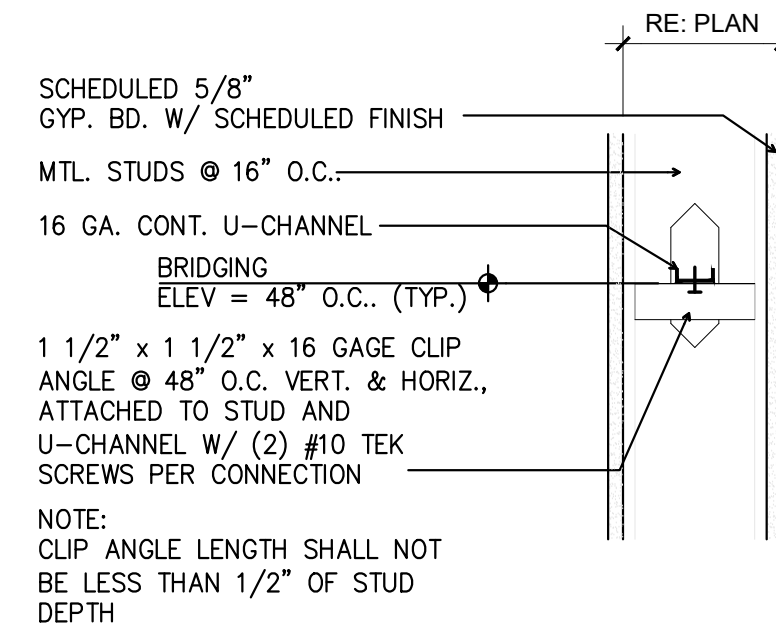 RE: PLAN
SCHEDULED 5/8"
GYP. BD. W/ SCHEDULED FINISH
MTL. STUDS @ 16" O.C..
16 GA. CONT. U-CHANNEL
BRIDGING
ELEV = 48" O.C.. (TYP.)
1 1/2" x 1 1/2" x 16 GAGE CLIP
ANGLE @ 48" O.C. VERT. & HORIZ.,
ATTACHED TO STUD AND
U-CHANNEL W/ (2) #10 TEK
SCREWS PER CONNECTION
NOTE:
CLIP ANGLE LENGTH SHALL NOT
BE LESS THAN 1/2" OF STUD
DEPTH